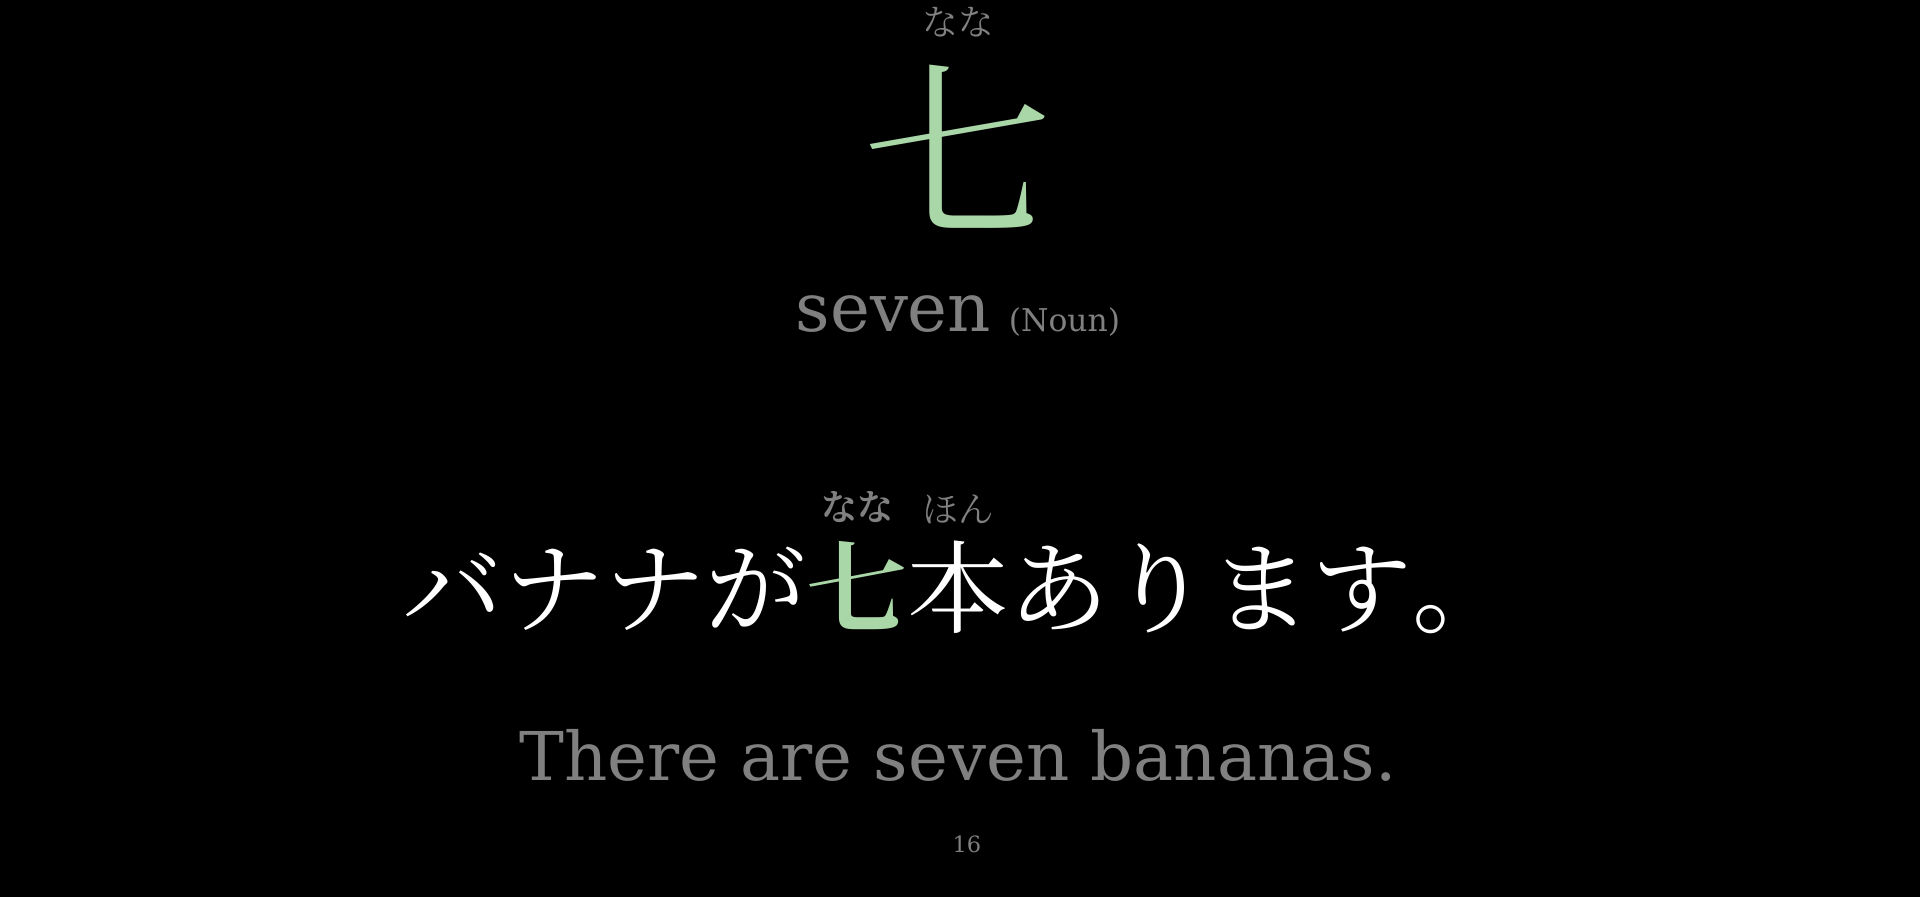 なな
七
seven (Noun)
なな ほん
バナナが七本あります。
There are seven bananas.
16